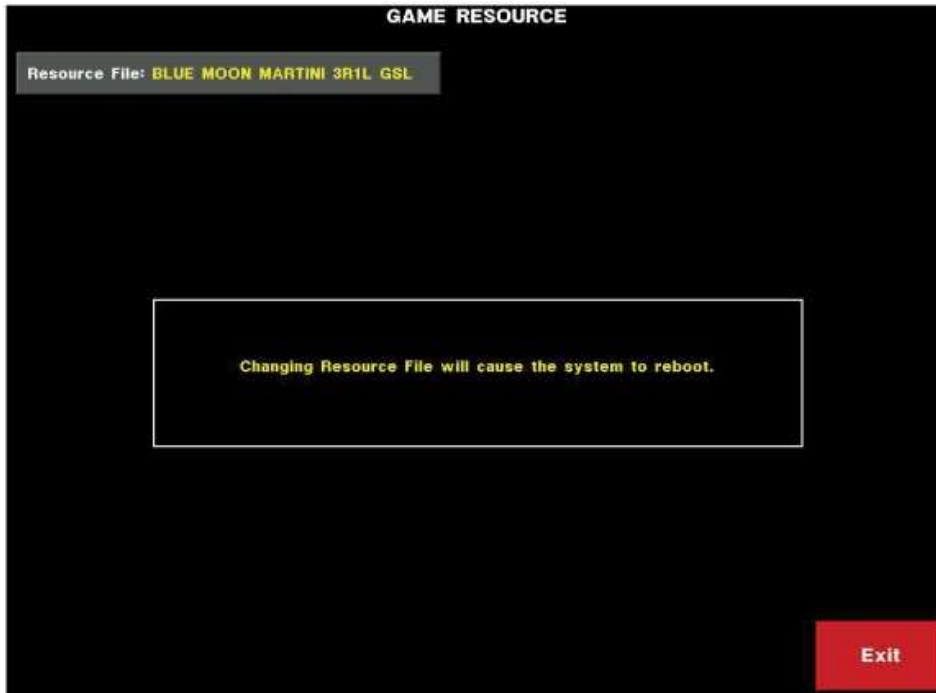 GAME RESOURCE
Resource File: BLUE MOON MARTINI 3R1L GSL
Changing Resource File will cause the system to reboot.
Exit